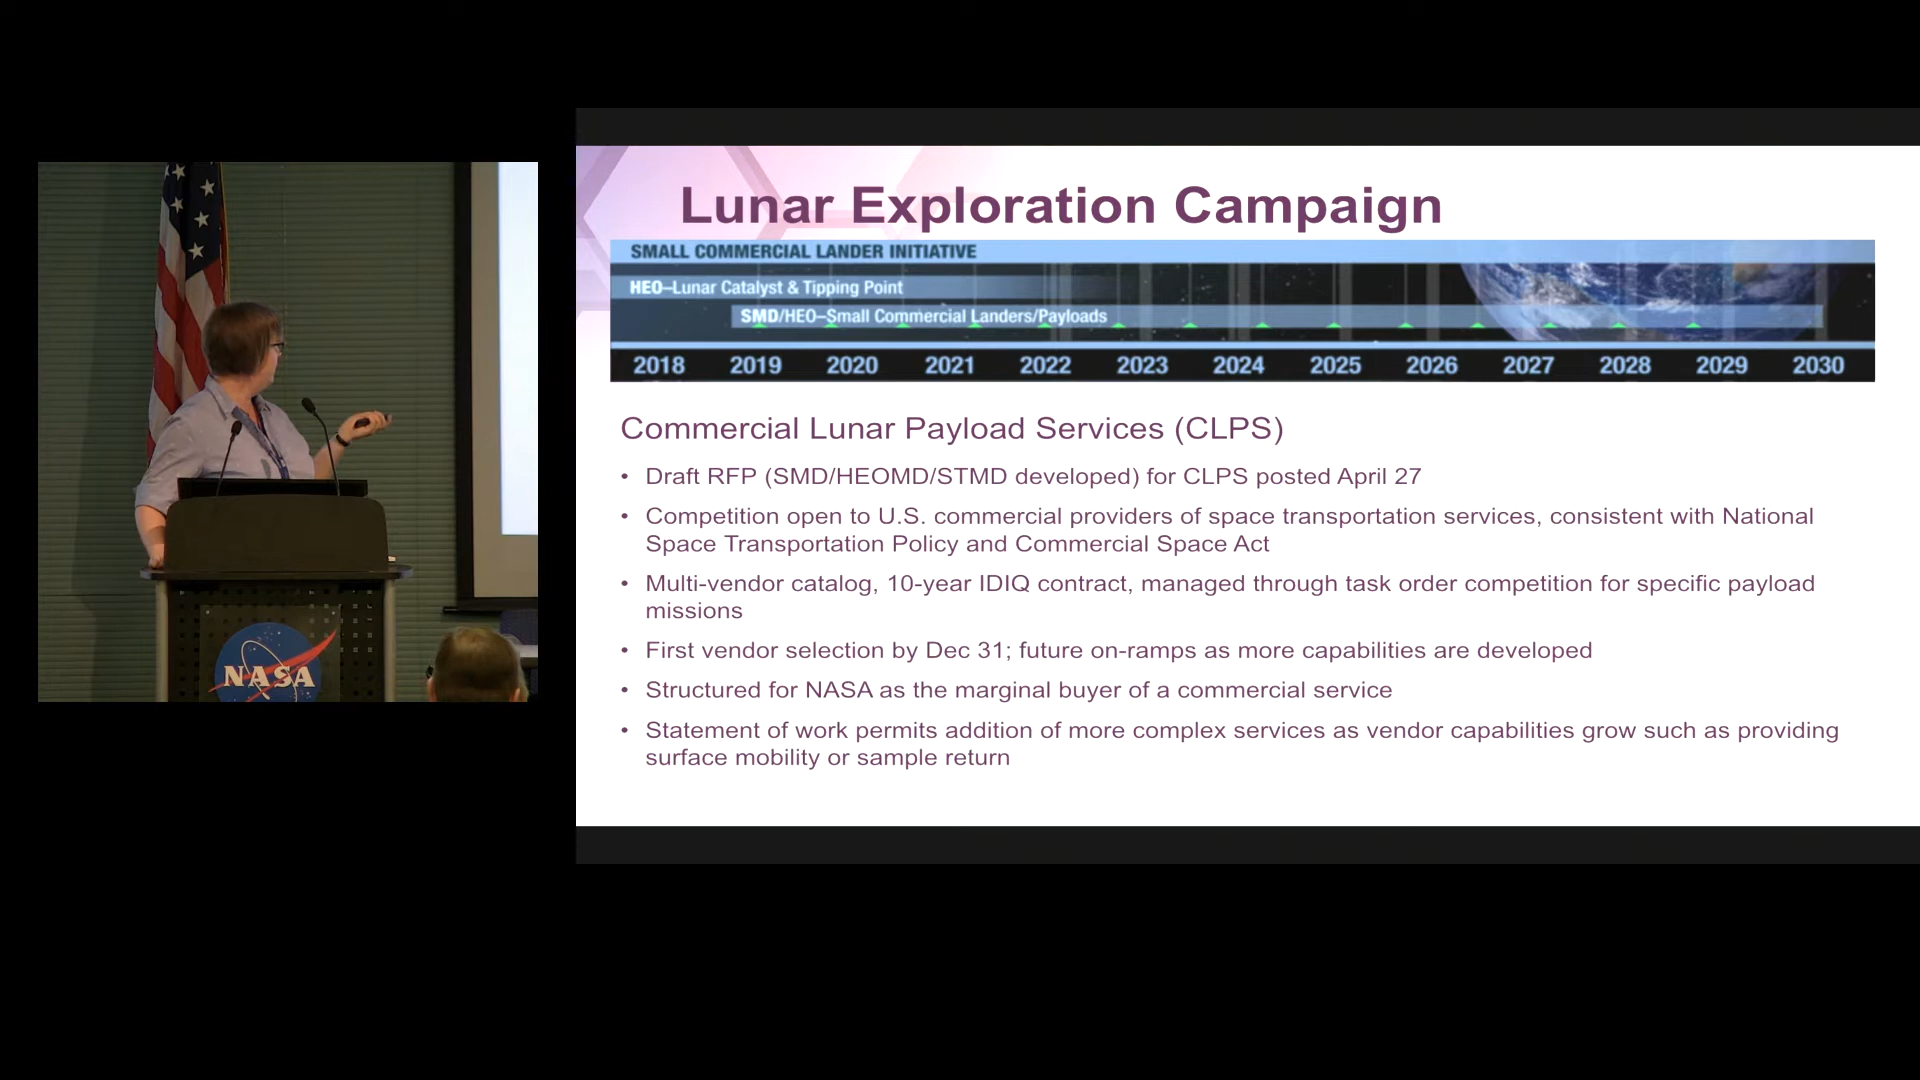 Lunar Exploration Campaign
SMALL COMMERCIAL LANDER INITIATIVE
HEO–Lunar Catalyst & Tipping Point
SMD/HEO–Small Commercial Landers/Payloads
2018 2019 2020 2021 2022 2023 2024 2025 2026 2027 2028 2029 2030
Commercial Lunar Payload Services (CLPS)
• Draft RFP (SMD/HEOMD/STMD developed) for CLPS posted April 27
• Competition open to U.S. commercial providers of space transportation services, consistent with National
Space Transportation Policy and Commercial Space Act
• Multi-vendor catalog, 10-year IDIQ contract, managed through task order competition for specific payload
missions
• First vendor selection by Dec 31; future on-ramps as more capabilities are developed
• Structured for NASA as the marginal buyer of a commercial service
• Statement of work permits addition of more complex services as vendor capabilities grow such as providing
surface mobility or sample return
NASA